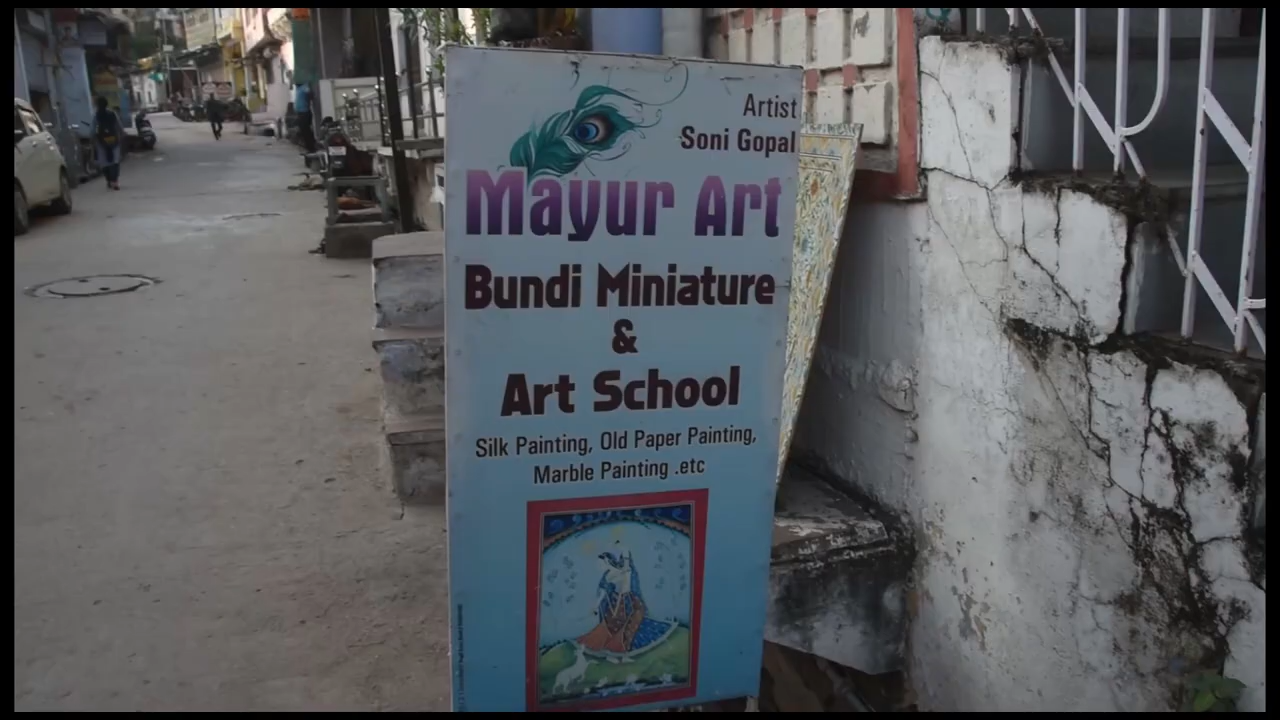 Artist
Soni Gopal
Mayur Art
Bundi Miniature
&
Art School
Silk Painting, Old Paper Painting,
Marble Painting .etc